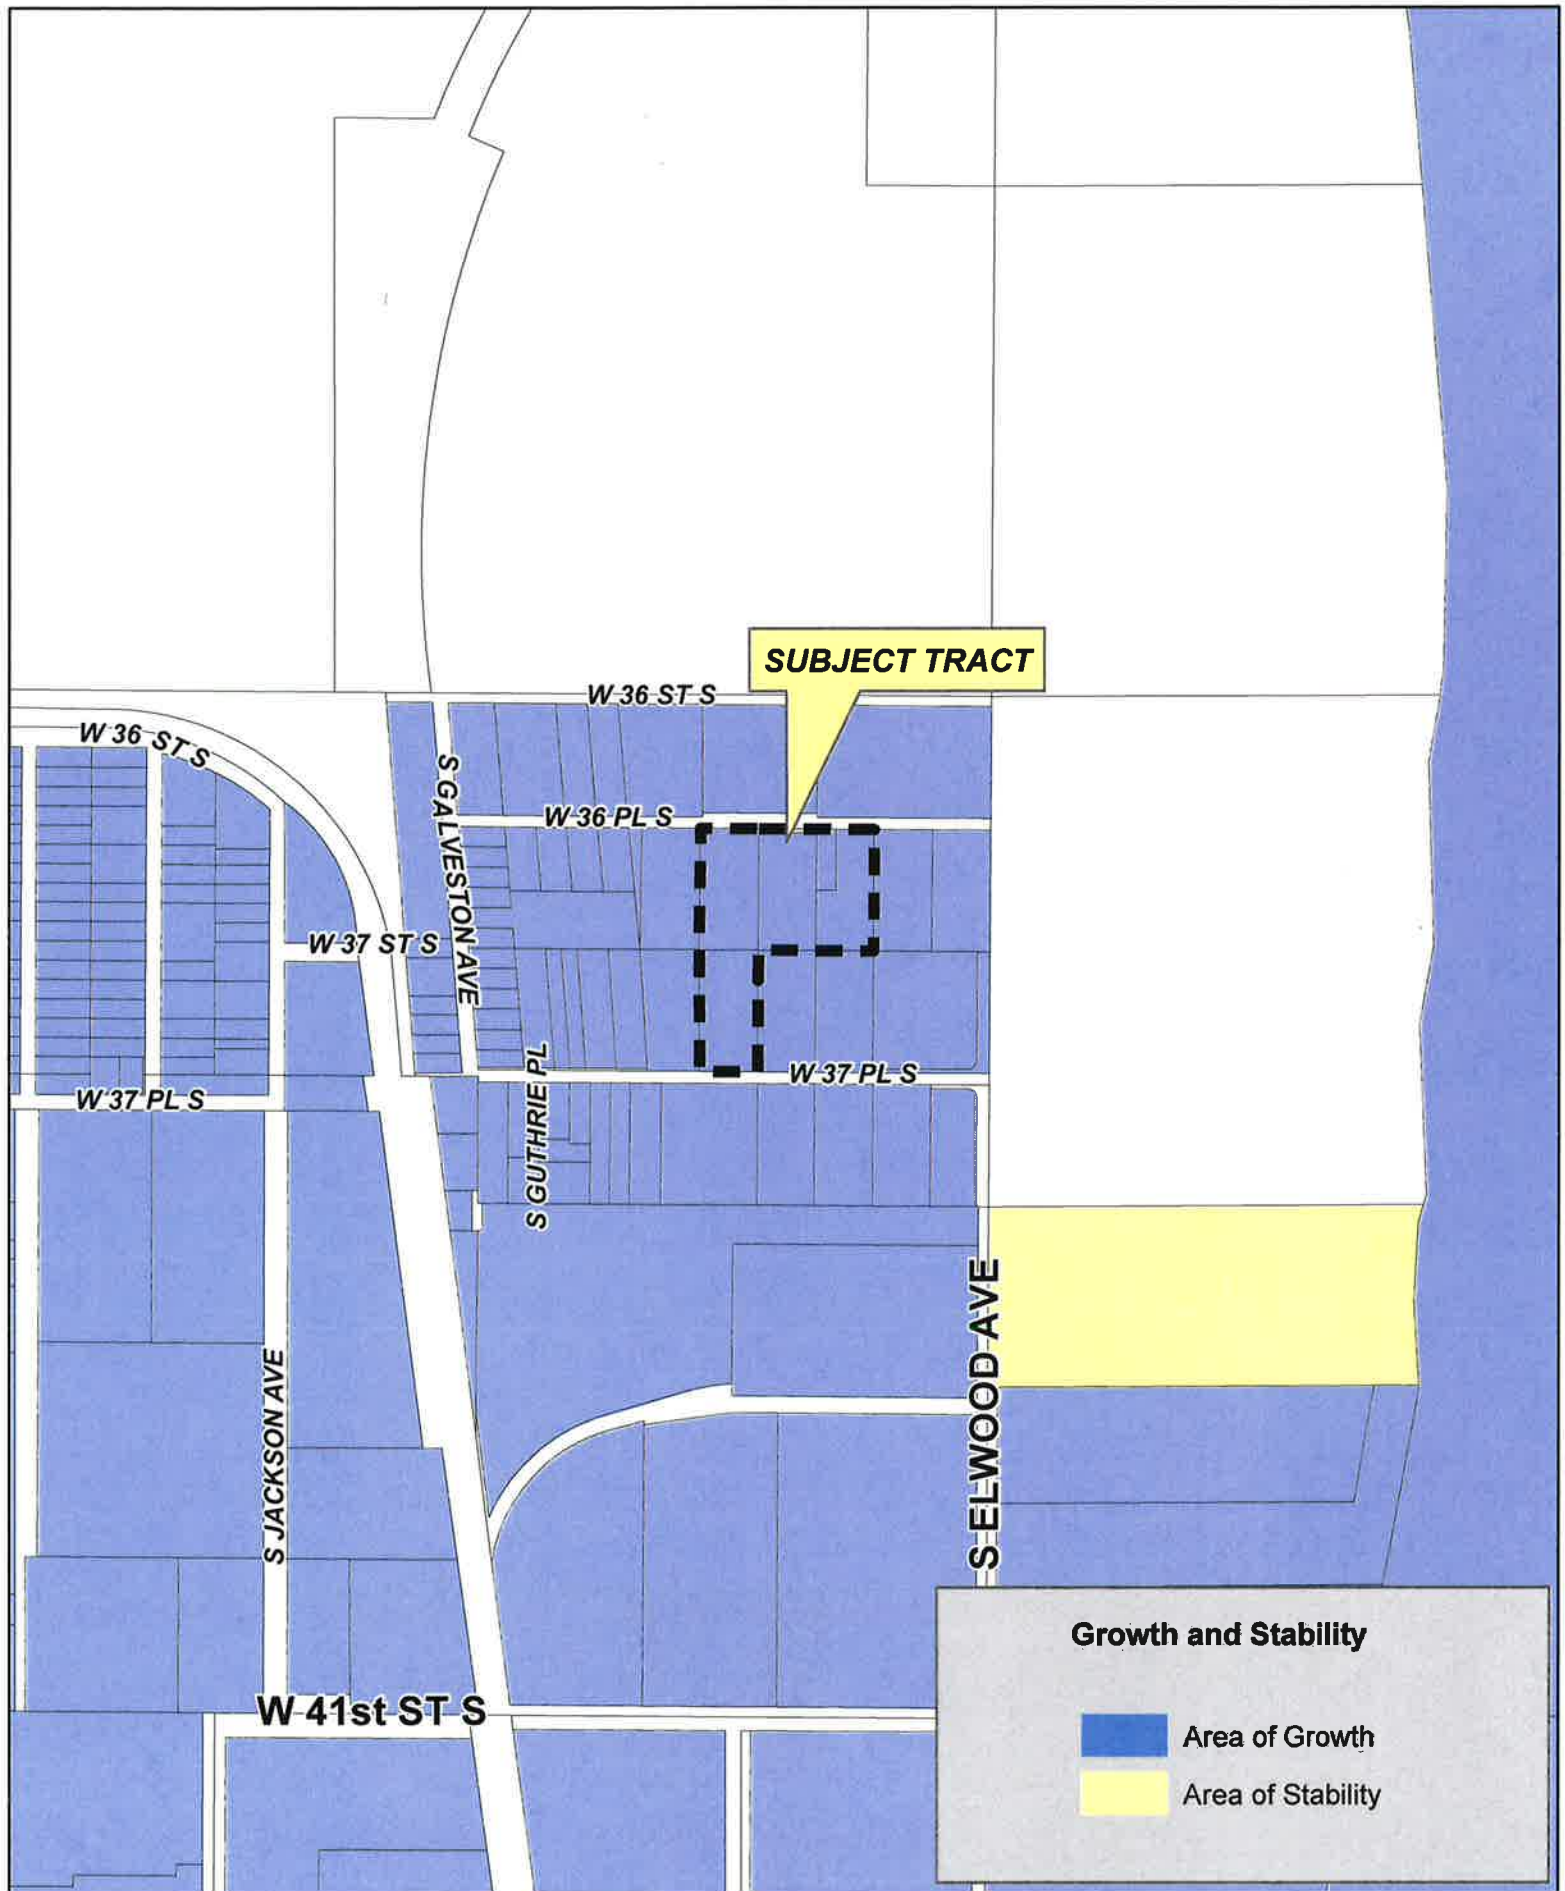 SUBJECT TRACT
W 36 ST S
W 36 ST S
S GALVESTON AVE
W 36 PL S
W 37 ST S
W 37 PL S
S GUTHRIE PL
W 37 PL S
S ELWOOD AVE
S JACKSON AVE
W 41st ST S
Growth and Stability
Area of Growth
Area of Stability